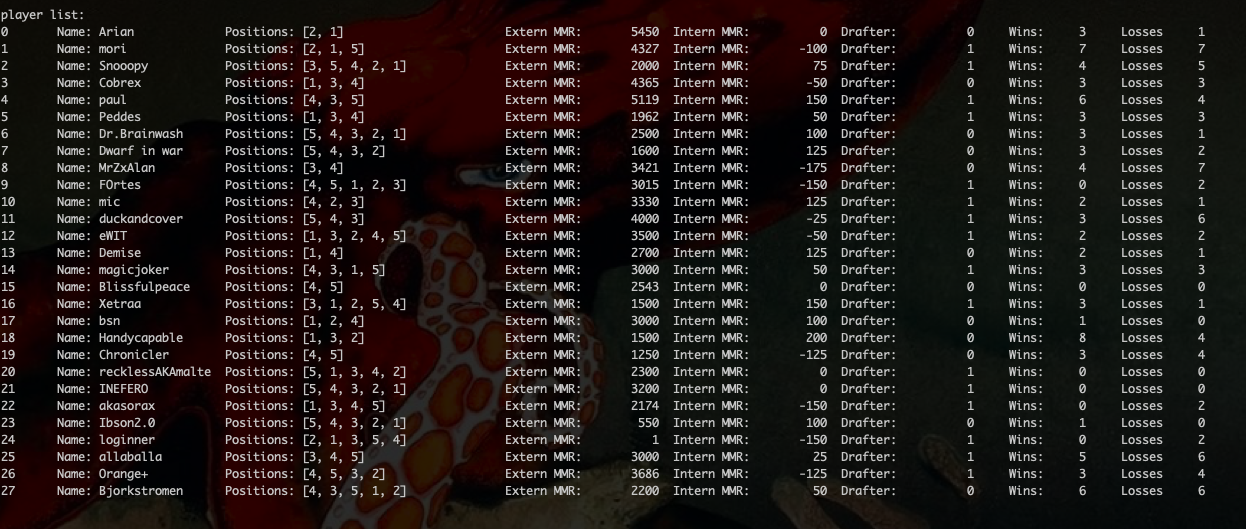 player list:
0 Name: Arian Positions: [2, 1] Extern MMR: 5450 Intern MMR: 0 Drafter: 0 Wins: 3 Losses 1
1 Name: mori Positions: [2, 1, 5] Extern MMR: 4327 Intern MMR: -100 Drafter: 1 Wins: 7 Losses 7
2 Name: Snooopy Positions: [3, 5, 4, 2, 1] Extern MMR: 2000 Intern MMR: 75 Drafter: 1 Wins: 4 Losses 5
3 Name: Cobrex Positions: [1, 3, 4] Extern MMR: 4365 Intern MMR: -50 Drafter: 0 Wins: 3 Losses 3
4 Name: paul Positions: [4, 3, 5] Extern MMR: 5119 Intern MMR: 150 Drafter: 1 Wins: 6 Losses 4
5 Name: Peddes Positions: [1, 3, 4] Extern MMR: 1962 Intern MMR: 50 Drafter: 1 Wins: 3 Losses 3
6 Name: Dr.Brainwash Positions: [5, 4, 3, 2, 1] Extern MMR: 2500 Intern MMR: 100 Drafter: 0 Wins: 3 Losses 1
7 Name: Dwarf in war Positions: [5, 4, 3, 2] Extern MMR: 1600 Intern MMR: 125 Drafter: 0 Wins: 3 Losses 2
8 Name: MrZxAlan Positions: [3, 4] Extern MMR: 3421 Intern MMR: -175 Drafter: 0 Wins: 4 Losses 7
9 Name: FOrtes Positions: [4, 5, 1, 2, 3] Extern MMR: 3015 Intern MMR: -150 Drafter: 1 Wins: 0 Losses 2
10 Name: mic Positions: [4, 2, 3] Extern MMR: 3330 Intern MMR: 125 Drafter: 1 Wins: 2 Losses 1
11 Name: duckandcover Positions: [5, 4, 3] Extern MMR: 4000 Intern MMR: -25 Drafter: 1 Wins: 3 Losses 6
12 Name: eWIT Positions: [1, 3, 2, 4, 5] Extern MMR: 3500 Intern MMR: -50 Drafter: 1 Wins: 2 Losses 2
13 Name: Demise Positions: [1, 4] Extern MMR: 2700 Intern MMR: 125 Drafter: 0 Wins: 2 Losses 1
14 Name: magicjoker Positions: [4, 3, 1, 5] Extern MMR: 3000 Intern MMR: 50 Drafter: 1 Wins: 3 Losses 3
15 Name: Blissfulpeace Positions: [4, 5] Extern MMR: 2543 Intern MMR: 0 Drafter: 0 Wins: 0 Losses 0
16 Name: Xetraa Positions: [3, 1, 2, 5, 4] Extern MMR: 1500 Intern MMR: 150 Drafter: 1 Wins: 3 Losses 1
17 Name: bsn Positions: [1, 2, 4] Extern MMR: 3000 Intern MMR: 100 Drafter: 0 Wins: 1 Losses 0
18 Name: Handycapable Positions: [1, 3, 2] Extern MMR: 1500 Intern MMR: 200 Drafter: 0 Wins: 8 Losses 4
19 Name: Chronicler Positions: [4, 5] Extern MMR: 1250 Intern MMR: -125 Drafter: 0 Wins: 3 Losses 4
20 Name: recklessAKAmalte Positions: [5, 1, 3, 4, 2] Extern MMR: 2300 Intern MMR: 0 Drafter: 1 Wins: 0 Losses 0
21 Name: INEFERO Positions: [5, 4, 3, 2, 1] Extern MMR: 3200 Intern MMR: 0 Drafter: 1 Wins: 0 Losses 0
22 Name: akasorax Positions: [1, 3, 4, 5] Extern MMR: 2174 Intern MMR: -150 Drafter: 1 Wins: 0 Losses 2
23 Name: Ibson2.0 Positions: [5, 4, 3, 2, 1] Extern MMR: 550 Intern MMR: 100 Drafter: 0 Wins: 1 Losses 0
24 Name: loginner Positions: [2, 1, 3, 5, 4] Extern MMR: 1 Intern MMR: -150 Drafter: 1 Wins: 0 Losses 2
25 Name: allaballa Positions: [3, 4, 5] Extern MMR: 3000 Intern MMR: 25 Drafter: 1 Wins: 5 Losses 6
26 Name: Orange+ Positions: [4, 5, 3, 2] Extern MMR: 3686 Intern MMR: -125 Drafter: 1 Wins: 3 Losses 4
27 Name: Bjorkstromen Positions: [4, 3, 5, 1, 2] Extern MMR: 2200 Intern MMR: 50 Drafter: 0 Wins: 6 Losses 6